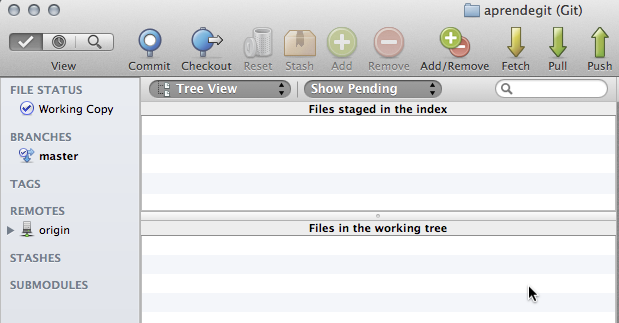 aprendegit (Git)
View Commit Checkout Reset Stash Add Remove Add/Remove Fetch Pull Push
FILE STATUS
Working Copy
BRANCHES
master
TAGS
REMOTES
origin
STASHES
SUBMODULES
Tree View Show Pending
Files staged in the index
Files in the working tree